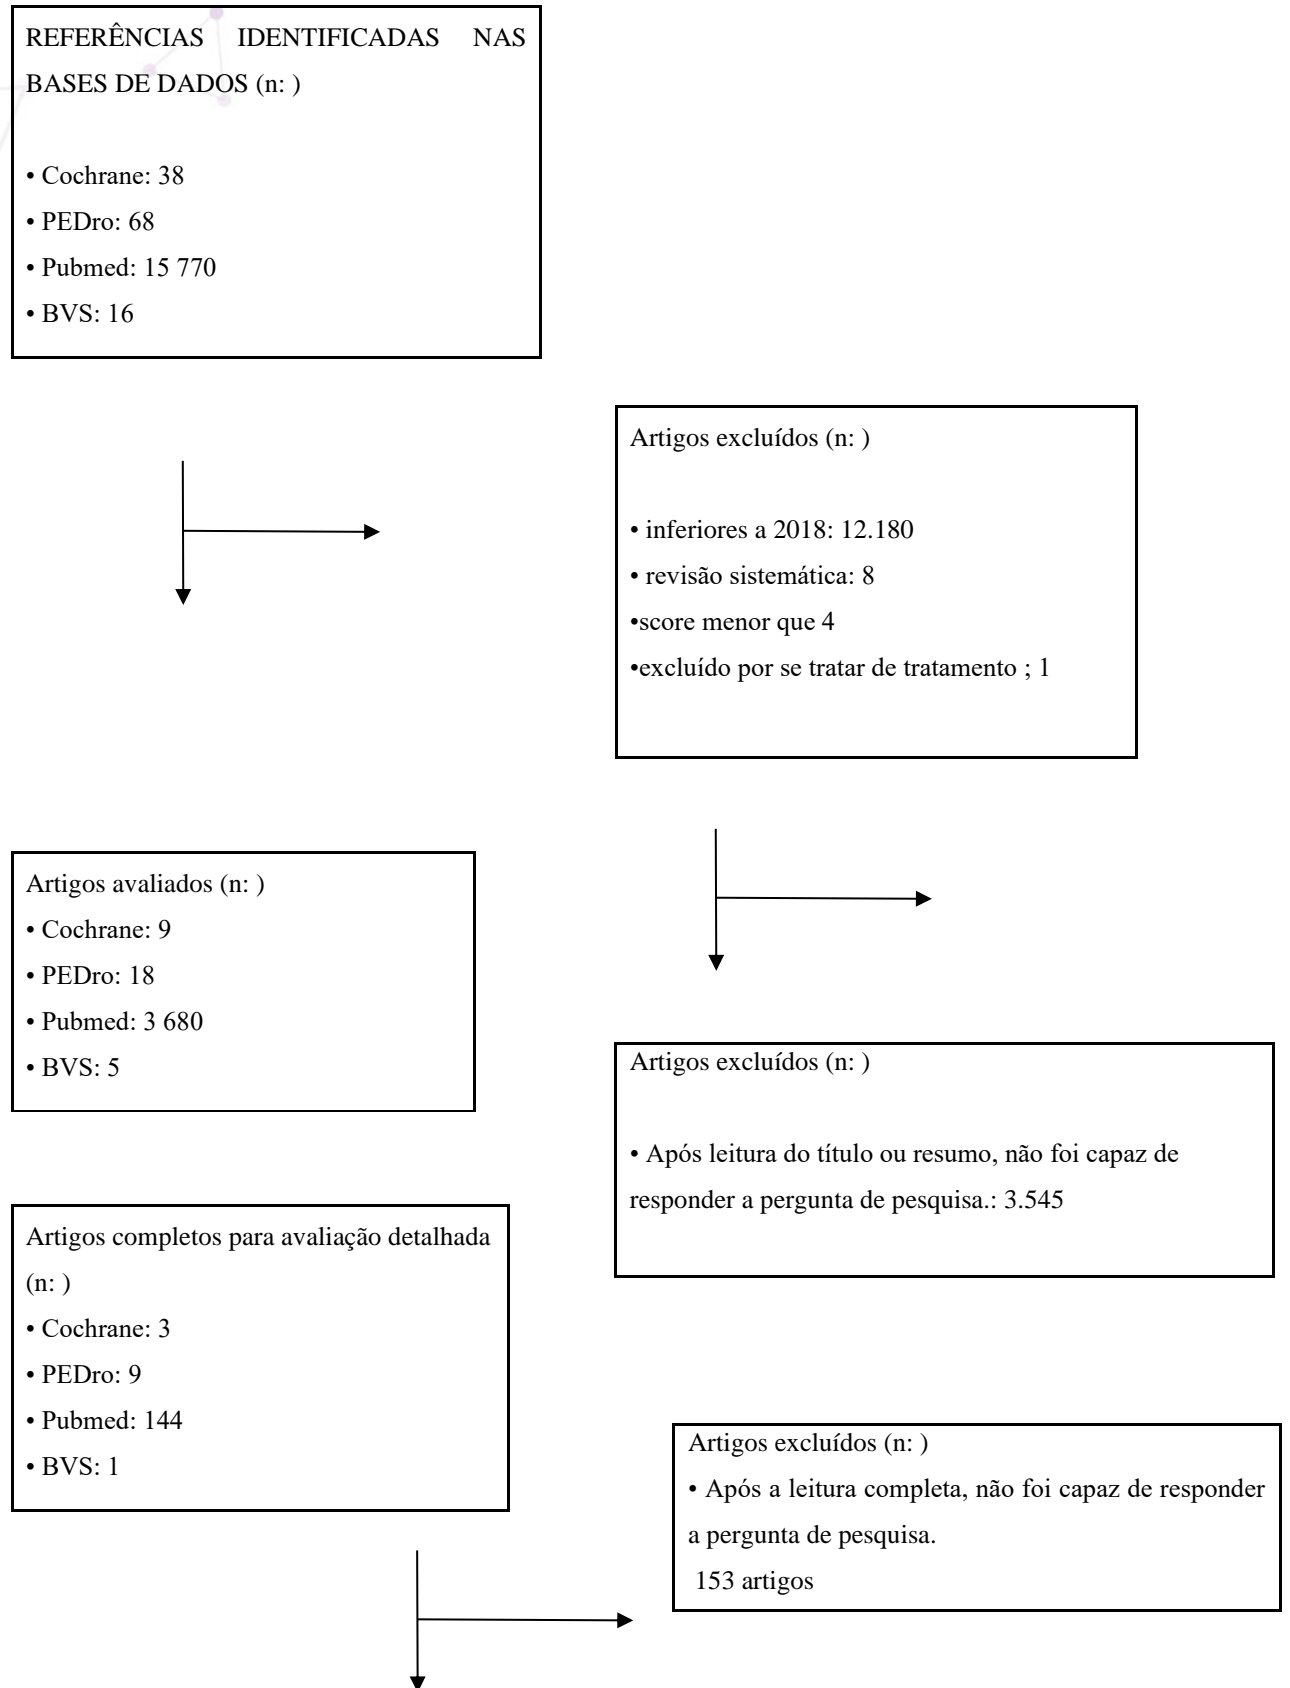 REFERÊNCIAS IDENTIFICADAS NAS
BASES DE DADOS (n: )
• Cochrane: 38
• PEDro: 68
• Pubmed: 15 770
• BVS: 16
Artigos excluídos (n: )
• inferiores a 2018: 12.180
• revisão sistemática: 8
•score menor que 4
•excluído por se tratar de tratamento ; 1
Artigos avaliados (n: )
• Cochrane: 9
• PEDro: 18
• Pubmed: 3 680
• BVS: 5
Artigos excluídos (n: )
• Após leitura do título ou resumo, não foi capaz de
responder a pergunta de pesquisa.: 3.545
Artigos completos para avaliação detalhada
(n: )
• Cochrane: 3
• PEDro: 9
• Pubmed: 144
• BVS: 1
Artigos excluídos (n: )
• Após a leitura completa, não foi capaz de responder
a pergunta de pesquisa.
153 artigos